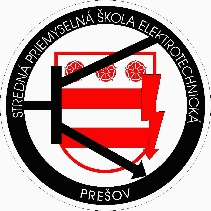 STREDNÁ PRIEMYSELNÁ ŠKOLA ELEKTROTECHNICKÁ
PREŠOV